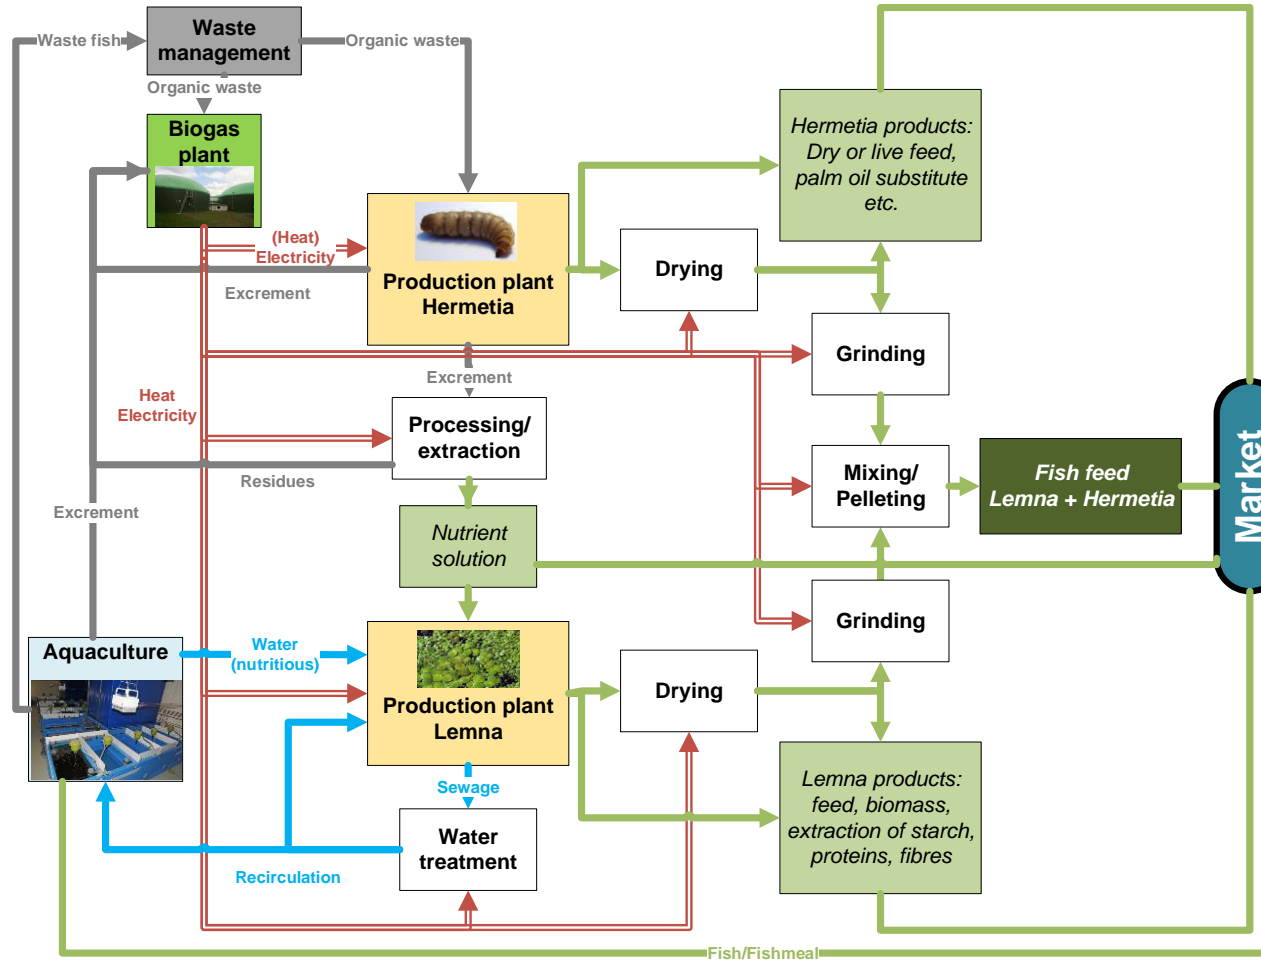 Waste fish
Waste
management
Organic waste
Organic waste
Biogas
plant
Hermetia products:
Dry or live feed,
palm oil substitute
etc.
(Heat)
Electricity
Production plant
Hermetia
Drying
Excrement
Grinding
Heat
Electricity
Excrement
Processing/
extraction
Mixing/
Pelleting
Fish feed
Lemna + Hermetia
Market
Residues
Excrement
Nutrient
solution
Grinding
Aquaculture
Water
(nutritious)
Production plant
Lemna
Drying
Sewage
Lemna products:
feed, biomass,
extraction of starch,
proteins, fibres
Water
treatment
Recirculation
Fish/Fishmeal